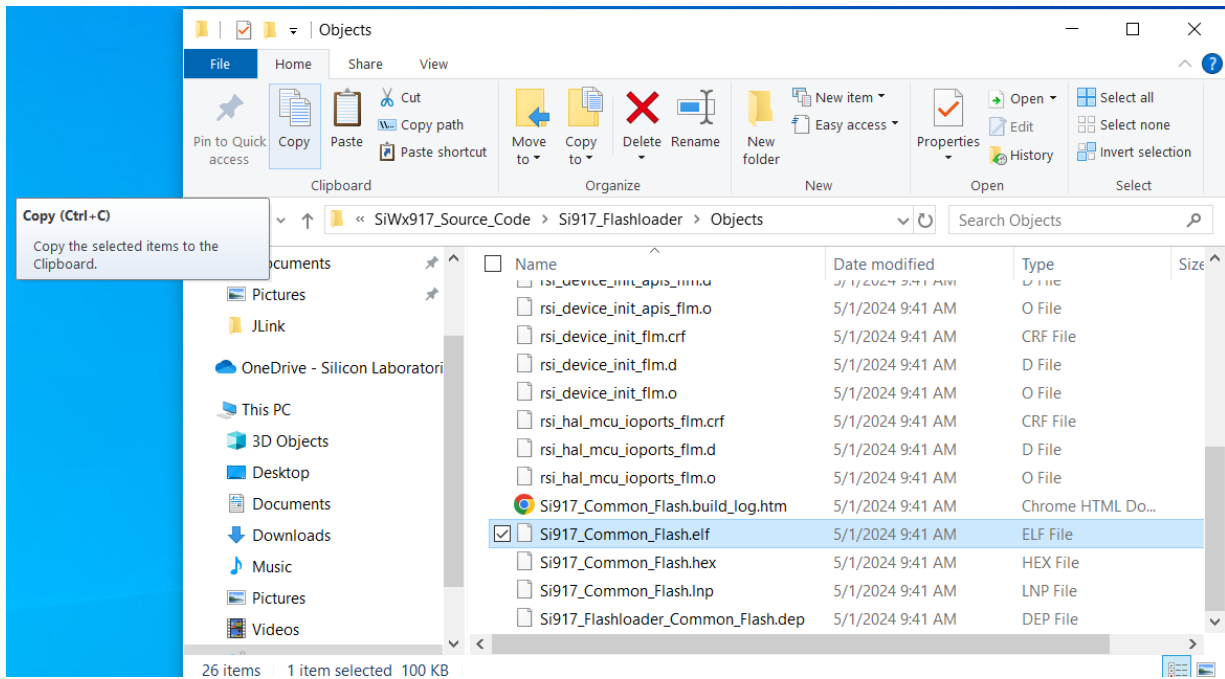 Objects
File Home Share View
Pin to Quick access
Copy
Paste
Cut
Copy path
Paste shortcut
Move to
Copy to
Delete
Rename
New folder
New item
Easy access
Properties
Open
Edit
History
Select all
Select none
Invert selection
Clipboard Organize New Open Select
Copy (Ctrl+C)
Copy the selected items to the
Clipboard.
« SiWx917_Source_Code > Si917_Flashloader > Objects
Search Objects
ocuments
Pictures
JLink
OneDrive - Silicon Laboratori
This PC
3D Objects
Desktop
Documents
Downloads
Music
Pictures
Videos
Name Date modified Type Size
rsi_device_init_apis_flm.d 5/1/2024 9:41 AM D File
rsi_device_init_apis_flm.o 5/1/2024 9:41 AM O File
rsi_device_init_flm.crf 5/1/2024 9:41 AM CRF File
rsi_device_init_flm.d 5/1/2024 9:41 AM D File
rsi_device_init_flm.o 5/1/2024 9:41 AM O File
rsi_hal_mcu_ioports_flm.crf 5/1/2024 9:41 AM CRF File
rsi_hal_mcu_ioports_flm.d 5/1/2024 9:41 AM D File
rsi_hal_mcu_ioports_flm.o 5/1/2024 9:41 AM O File
Si917_Common_Flash.build_log.htm 5/1/2024 9:41 AM Chrome HTML Do...
Si917_Common_Flash.elf 5/1/2024 9:41 AM ELF File
Si917_Common_Flash.hex 5/1/2024 9:41 AM HEX File
Si917_Common_Flash.lnp 5/1/2024 9:41 AM LNP File
Si917_Flashloader_Common_Flash.dep 5/1/2024 9:41 AM DEP File
26 items 1 item selected 100 KB